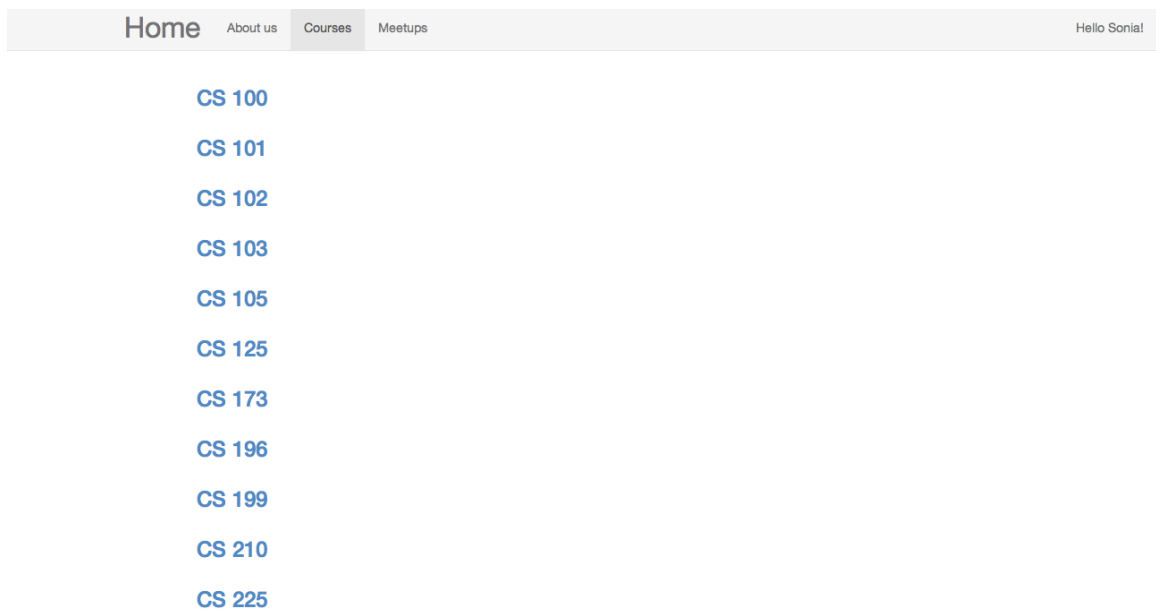 Home About us Courses Meetups Hello Sonia!
CS 100
CS 101
CS 102
CS 103
CS 105
CS 125
CS 173
CS 196
CS 199
CS 210
CS 225